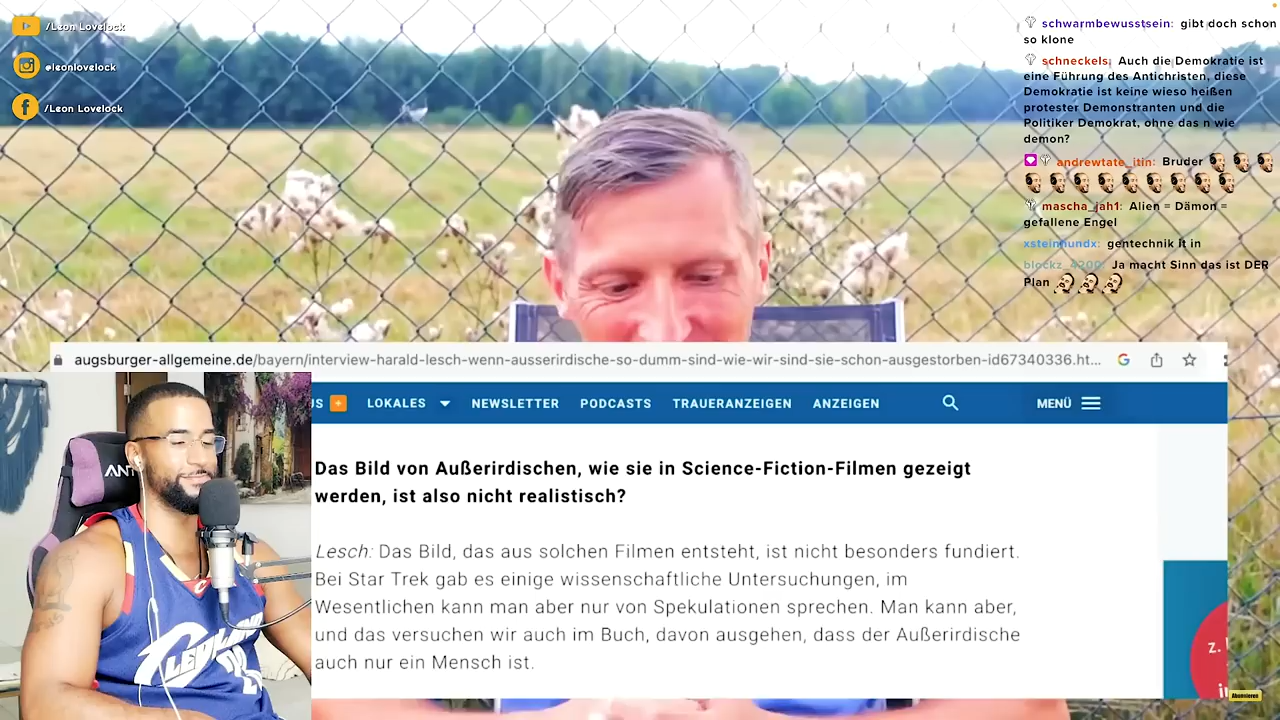 /Leon Lovelock
@leonlovelock
/Leon Lovelock
schwarmbewusstsein: gibt doch schon
so klone
schneckels: Auch die Demokratie ist
eine Führung des Antichristen, diese
Demokratie ist keine wieso heißen
protester Demonstranten und die
Politiker Demokrat, ohne das n wie
demon?
andrewtate_itin: Bruder
mascha_jah1: Alien = Dämon =
gefallene Engel
xsteinhundx: gentechnik lt in
blockz_4200: Ja macht Sinn das ist DER
Plan
augsburger-allgemeine.de/bayern/interview-harald-lesch-wenn-ausserirdische-so-dumm-sind-wie-wir-sind-sie-schon-ausgestorben-id67340336.ht...
US +
LOKALES
NEWSLETTER
PODCASTS
TRAUERANZEIGEN
ANZEIGEN
MENÜ
Das Bild von Außerirdischen, wie sie in Science-Fiction-Filmen gezeigt
werden, ist also nicht realistisch?
Lesch: Das Bild, das aus solchen Filmen entsteht, ist nicht besonders fundiert.
Bei Star Trek gab es einige wissenschaftliche Untersuchungen, im
Wesentlichen kann man aber nur von Spekulationen sprechen. Man kann aber,
und das versuchen wir auch im Buch, davon ausgehen, dass der Außerirdische
auch nur ein Mensch ist.
z.
Abonnieren